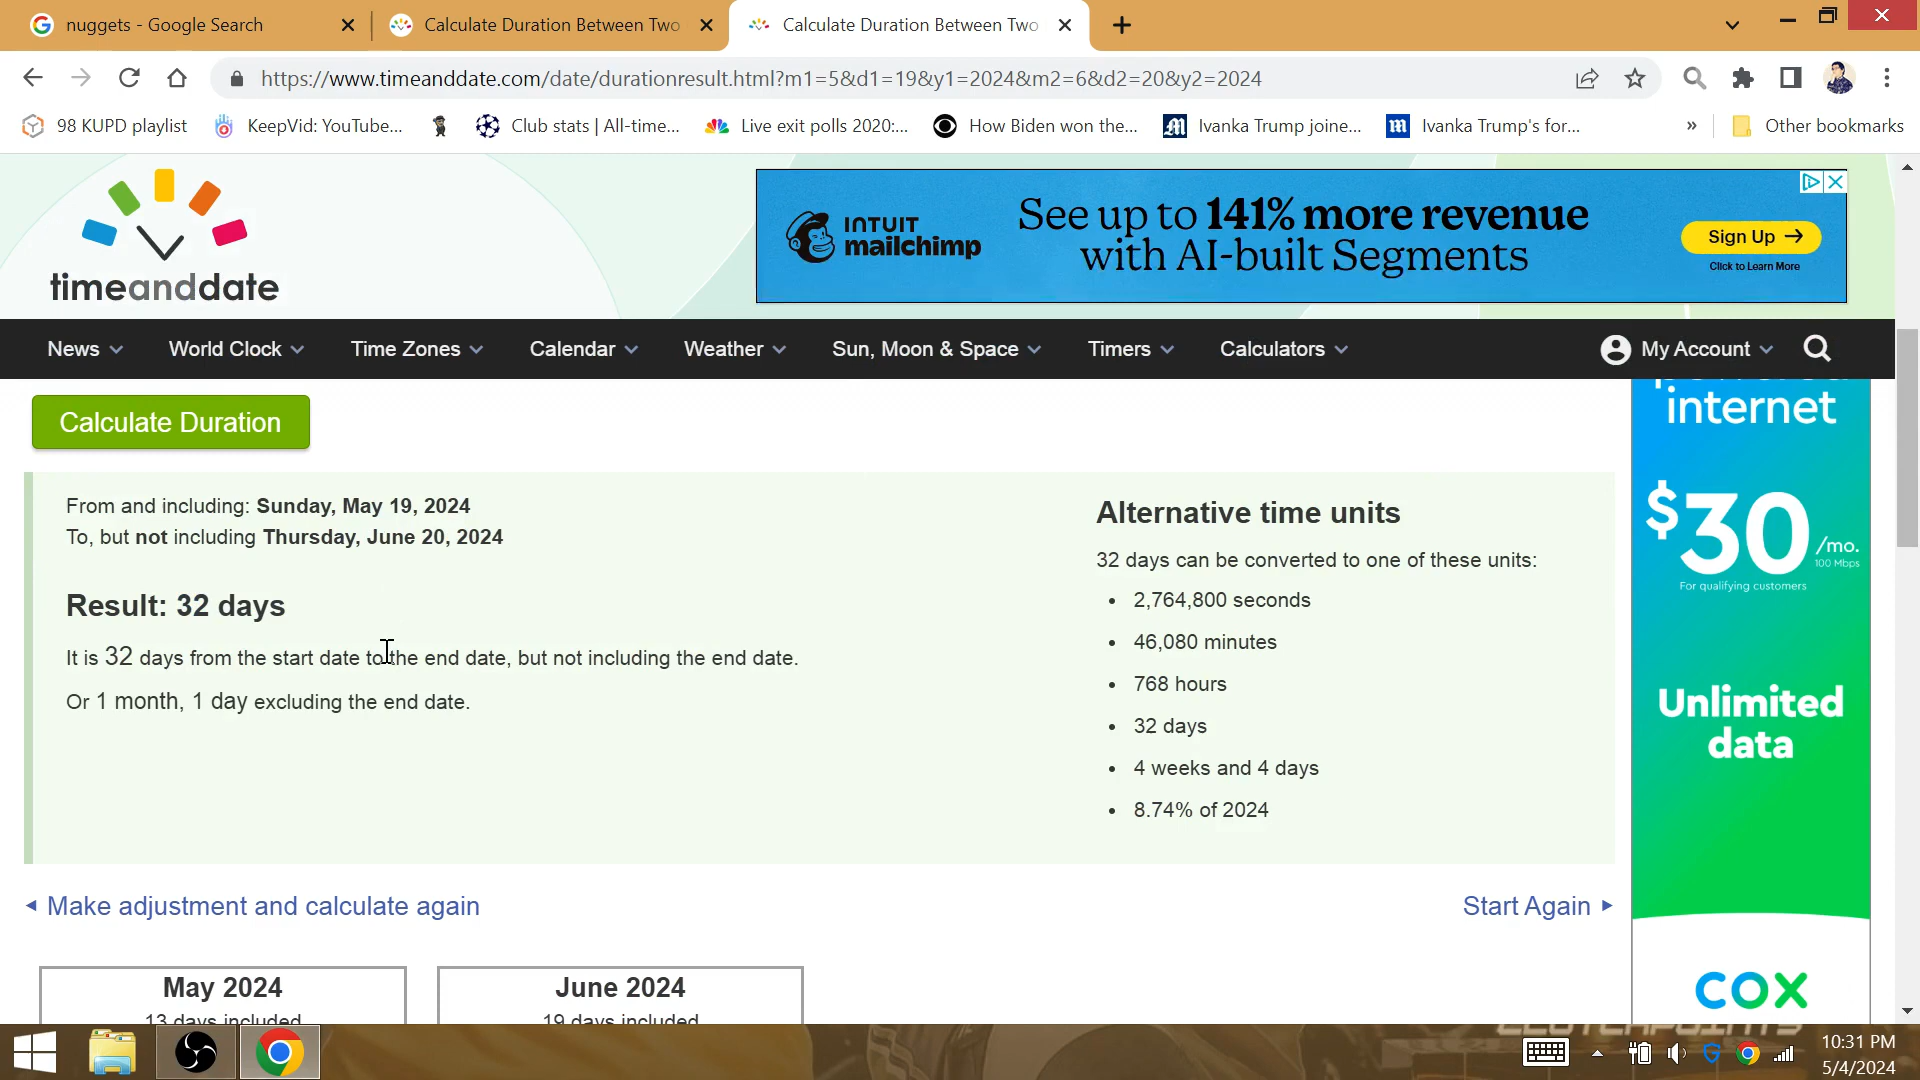 nuggets - Google Search
Calculate Duration Between Two
Calculate Duration Between Two
https://www.timeanddate.com/date/durationresult.html?m1=5&d1=19&y1=2024&m2=6&d2=20&y2=2024
98 KUPD playlist
KeepVid: YouTube...
Club stats | All-time...
Live exit polls 2020:...
How Biden won the...
Ivanka Trump joine...
Ivanka Trump's for...
»
Other bookmarks
timeanddate
INTUIT
mailchimp
See up to 141% more revenue
with AI-built Segments
Sign Up →
Click to Learn More
News
World Clock
Time Zones
Calendar
Weather
Sun, Moon & Space
Timers
Calculators
My Account
Calculate Duration
From and including: Sunday, May 19, 2024
To, but not including Thursday, June 20, 2024
Result: 32 days
It is 32 days from the start date to the end date, but not including the end date.
Or 1 month, 1 day excluding the end date.
Alternative time units
32 days can be converted to one of these units:
• 2,764,800 seconds
• 46,080 minutes
• 768 hours
• 32 days
• 4 weeks and 4 days
• 8.74% of 2024
internet
$30/mo.
100 Mbps
For qualifying customers
Unlimited
data
COX
Make adjustment and calculate again
Start Again
May 2024
13 days included
June 2024
19 days included
10:31 PM
5/4/2024